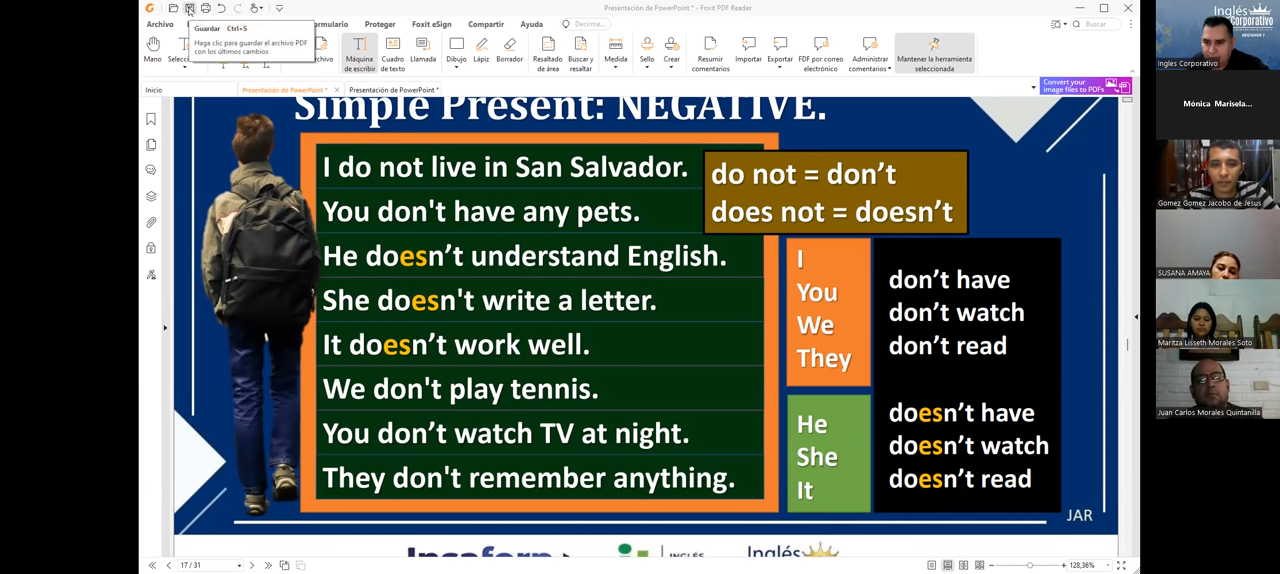 Presentación de PowerPoint * - Foxit PDF Reader
Archivo
ormulario
Proteger
Foxit eSign
Compartir
Ayuda
Decirme...
Buscar
Guardar Ctrl+S
Haga clic para guardar el archivo PDF
con los últimos cambios
Mano
Selecci
rchivo
Máquina
de escribir
Cuadro
de texto
Llamada
Dibujo
Lápiz
Borrador
Resaltado
de área
Buscar y
resaltar
Medida
Sello
Crear
Resumir
comentarios
Importar
Exportar
PDF por correo
electrónico
Administrar
comentarios
Mantener la herramienta
seleccionada
Inicio
Presentación de PowerPoint *
Presentación de PowerPoint *
Convert your
image files to PDFs
Simple Present: NEGATIVE.
I do not live in San Salvador.
You don't have any pets.
He doesn’t understand English.
She doesn't write a letter.
It doesn’t work well.
We don't play tennis.
You don’t watch TV at night.
They don't remember anything.
do not = don’t
does not = doesn’t
I
You
We
They
don’t have
don’t watch
don’t read
He
She
It
doesn’t have
doesn’t watch
doesn’t read
JAR
Insaforp
INGLÉS
Inglés
17 / 31
128,36%
Inglés
Corporativo
Ingles Corporativo
Mónica Marisela...
Gomez Gomez Jacobo de Jesus
SUSANA AMAYA
Maritza Lisseth Morales Soto
Juan Carlos Morales Quintanilla